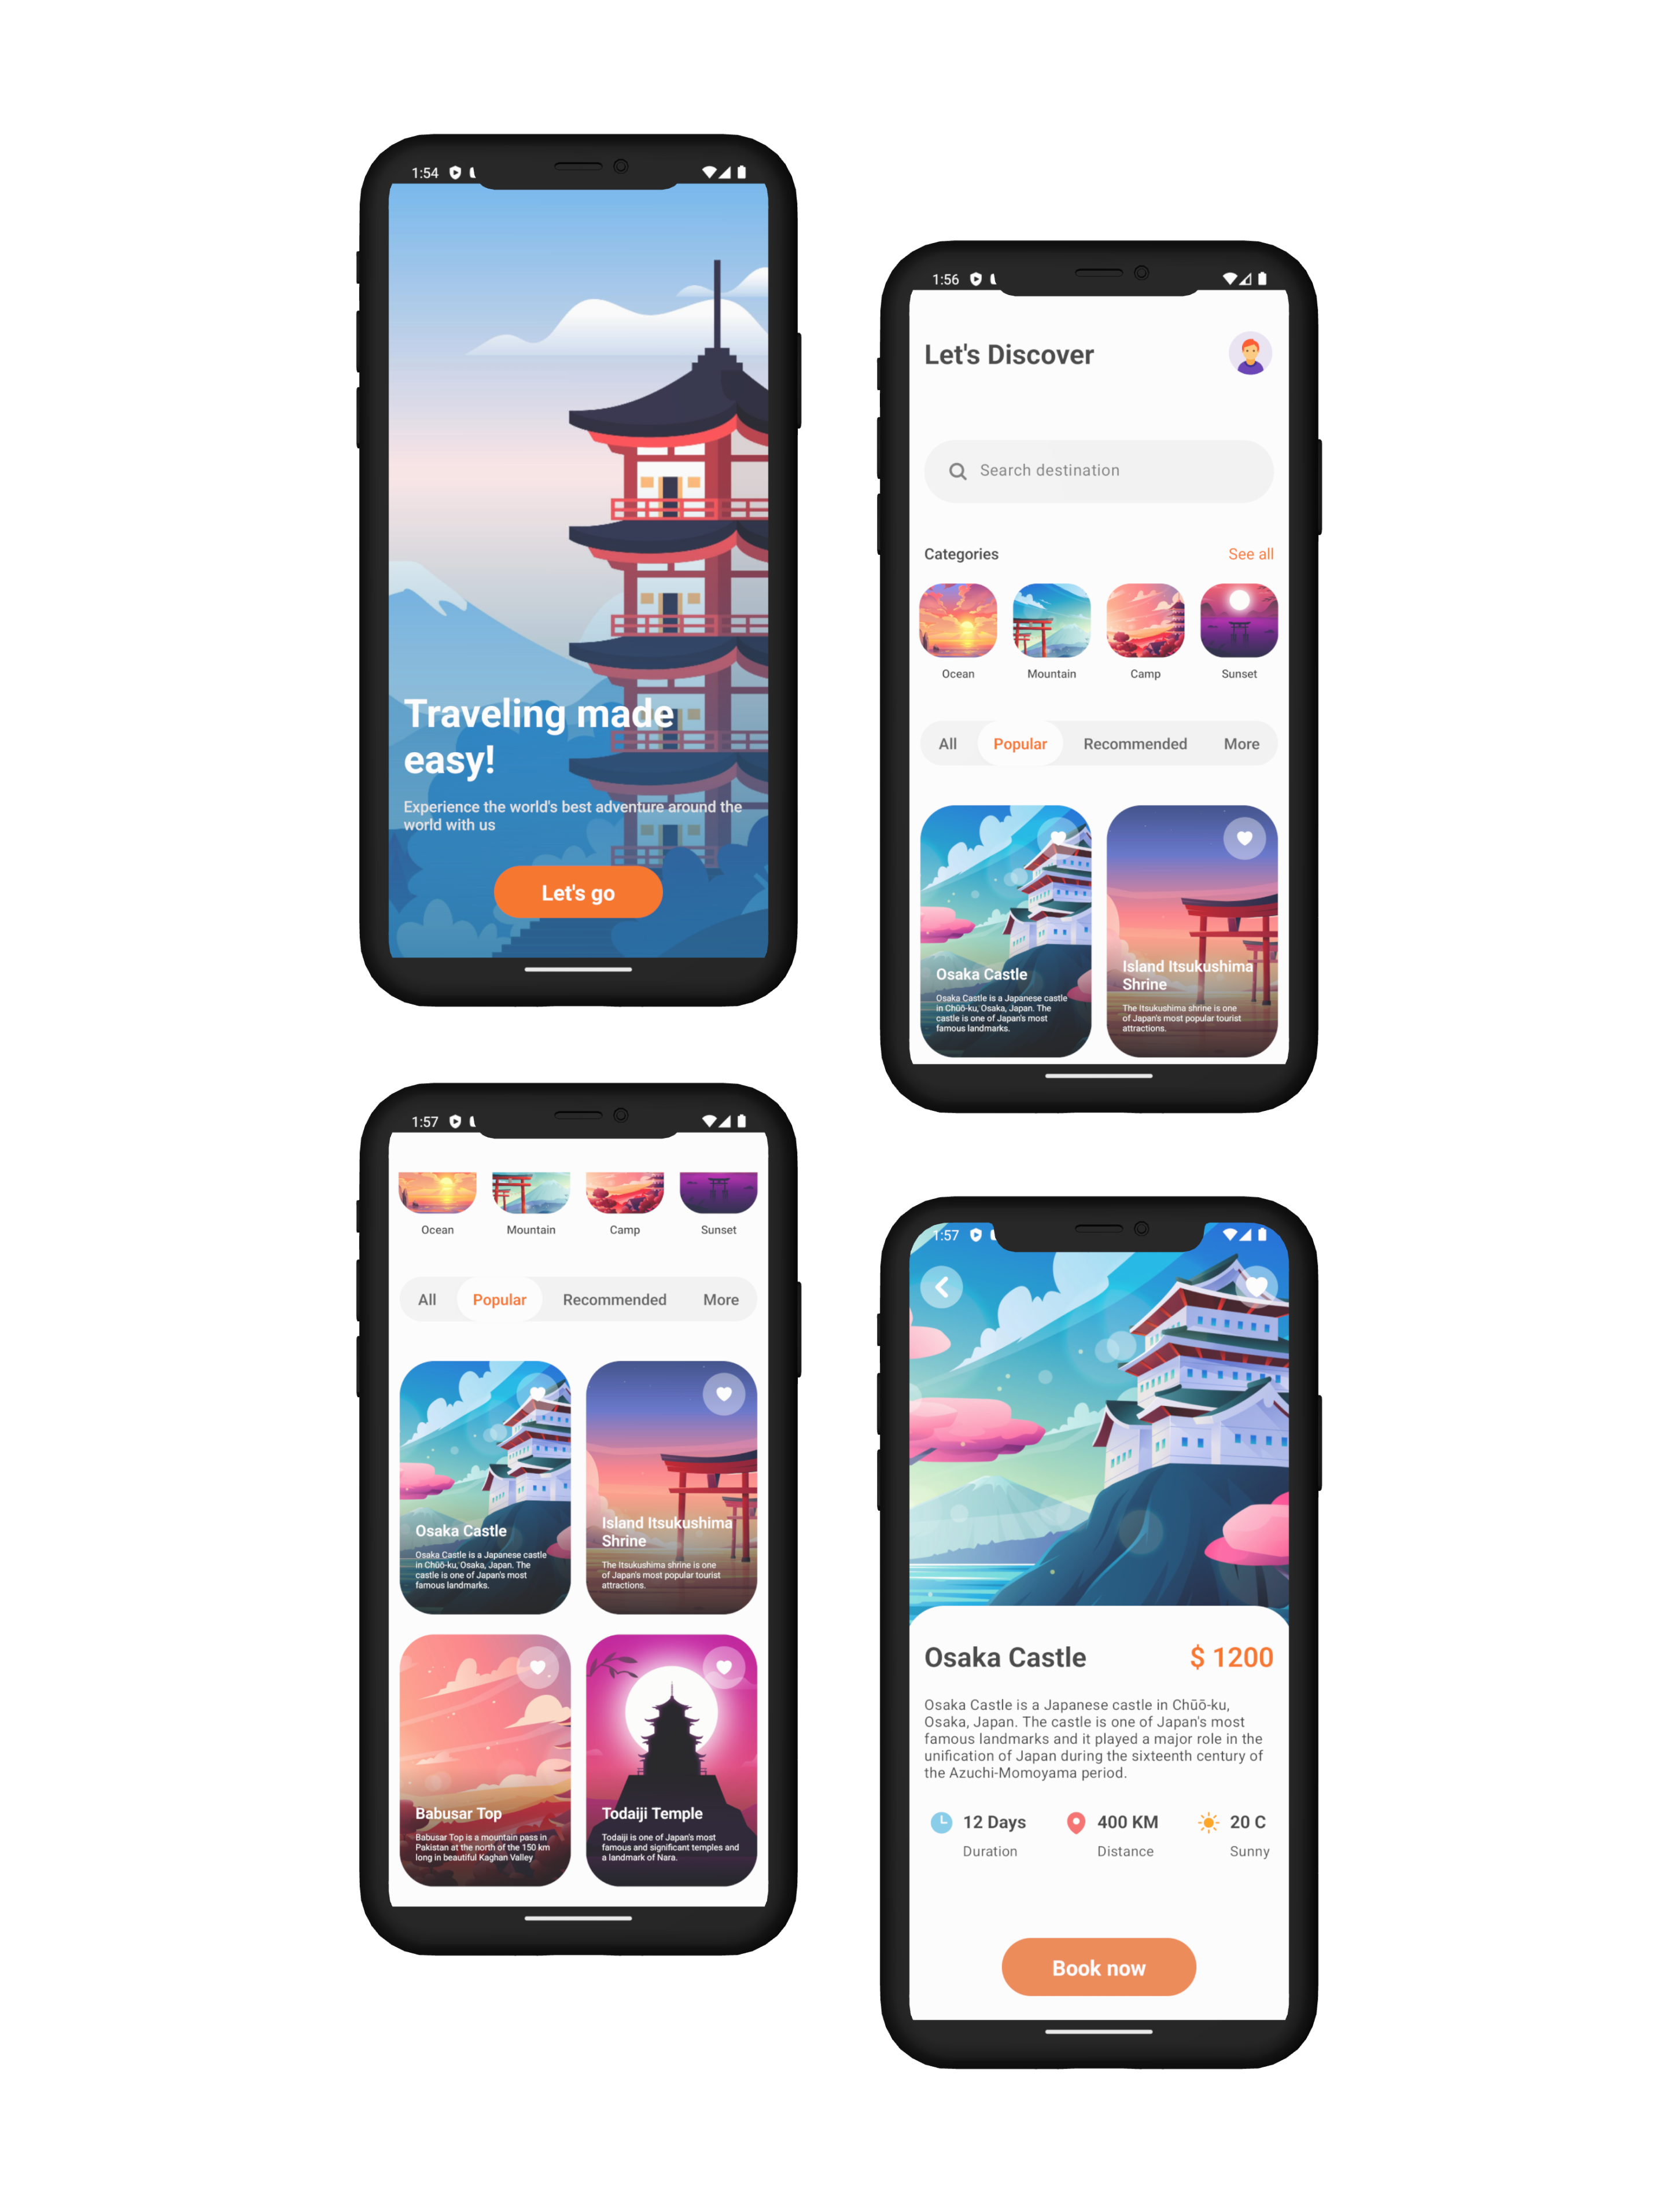 1:54
Traveling made
easy!
Experience the world's best adventure around the
world with us
Let's go
1:56
Let's Discover
Search destination
Categories
See all
Ocean
Mountain
Camp
Sunset
All
Popular
Recommended
More
Osaka Castle
Osaka Castle is a Japanese castle
in Chūō-ku, Osaka, Japan. The
castle is one of Japan's most
famous landmarks.
Island Itsukushima
Shrine
The Itsukushima shrine is one
of Japan's most popular tourist
attractions.
1:57
Ocean
Mountain
Camp
Sunset
All
Popular
Recommended
More
Osaka Castle
Osaka Castle is a Japanese castle
in Chūō-ku, Osaka, Japan. The
castle is one of Japan's most
famous landmarks.
Island Itsukushima
Shrine
The Itsukushima shrine is one
of Japan's most popular tourist
attractions.
Babusar Top
Babusar Top is a mountain pass in
Pakistan at the north of the 150 km
long in beautiful Kaghan Valley
Todaiji Temple
Todaiji is one of Japan's most
famous and significant temples and
a landmark of Nara.
1:57
Osaka Castle
$ 1200
Osaka Castle is a Japanese castle in Chūō-ku,
Osaka, Japan. The castle is one of Japan's most
famous landmarks and it played a major role in the
unification of Japan during the sixteenth century of
the Azuchi-Momoyama period.
12 Days
Duration
400 KM
Distance
20 C
Sunny
Book now